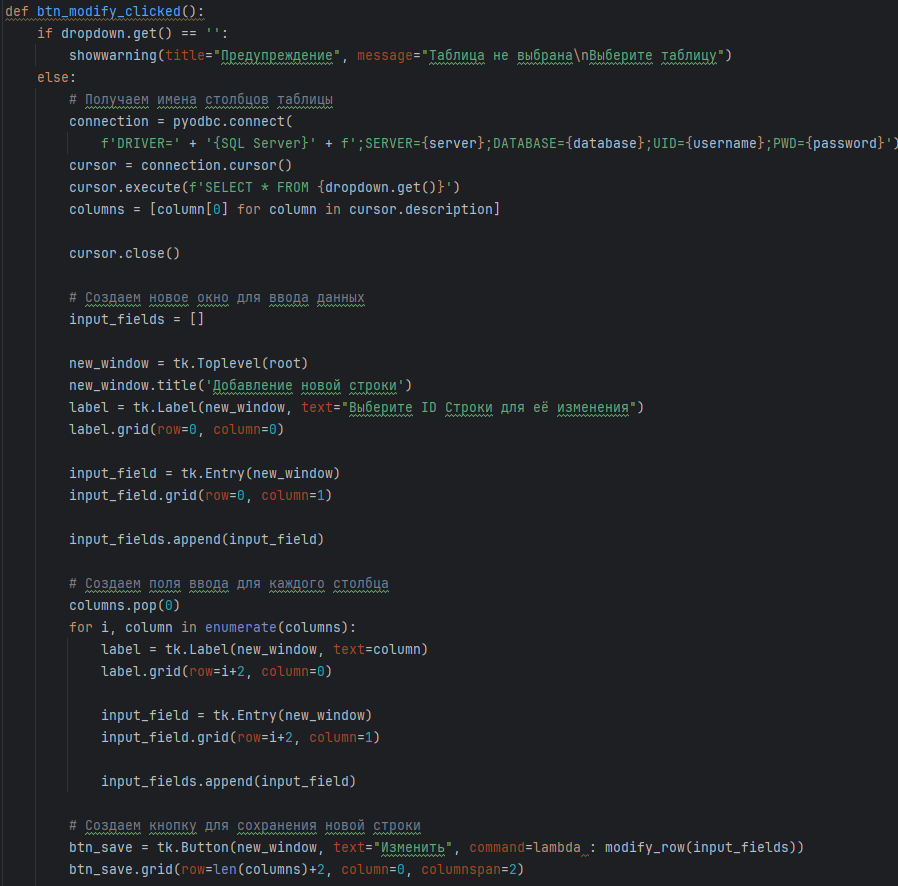 def btn_modify_clicked():
    if dropdown.get() == '':
        showwarning(title="Предупреждение", message="Таблица не выбрана\nВыберите таблицу")
    else:
        # Получаем имена столбцов таблицы
        connection = pyodbc.connect(
            f'DRIVER=' + '{SQL Server}' + f';SERVER={server};DATABASE={database};UID={username};PWD={password}')
        cursor = connection.cursor()
        cursor.execute(f'SELECT * FROM {dropdown.get()}')
        columns = [column[0] for column in cursor.description]
        cursor.close()
        # Создаем новое окно для ввода данных
        input_fields = []
        new_window = tk.Toplevel(root)
        new_window.title('Добавление новой строки')
        label = tk.Label(new_window, text="Выберите ID Строки для её изменения")
        label.grid(row=0, column=0)
        input_field = tk.Entry(new_window)
        input_field.grid(row=0, column=1)
        input_fields.append(input_field)
        # Создаем поля ввода для каждого столбца
        columns.pop(0)
        for i, column in enumerate(columns):
            label = tk.Label(new_window, text=column)
            label.grid(row=i+2, column=0)
            input_field = tk.Entry(new_window)
            input_field.grid(row=i+2, column=1)
            input_fields.append(input_field)
        # Создаем кнопку для сохранения новой строки
        btn_save = tk.Button(new_window, text="Изменить", command=lambda : modify_row(input_fields))
        btn_save.grid(row=len(columns)+2, column=0, columnspan=2)